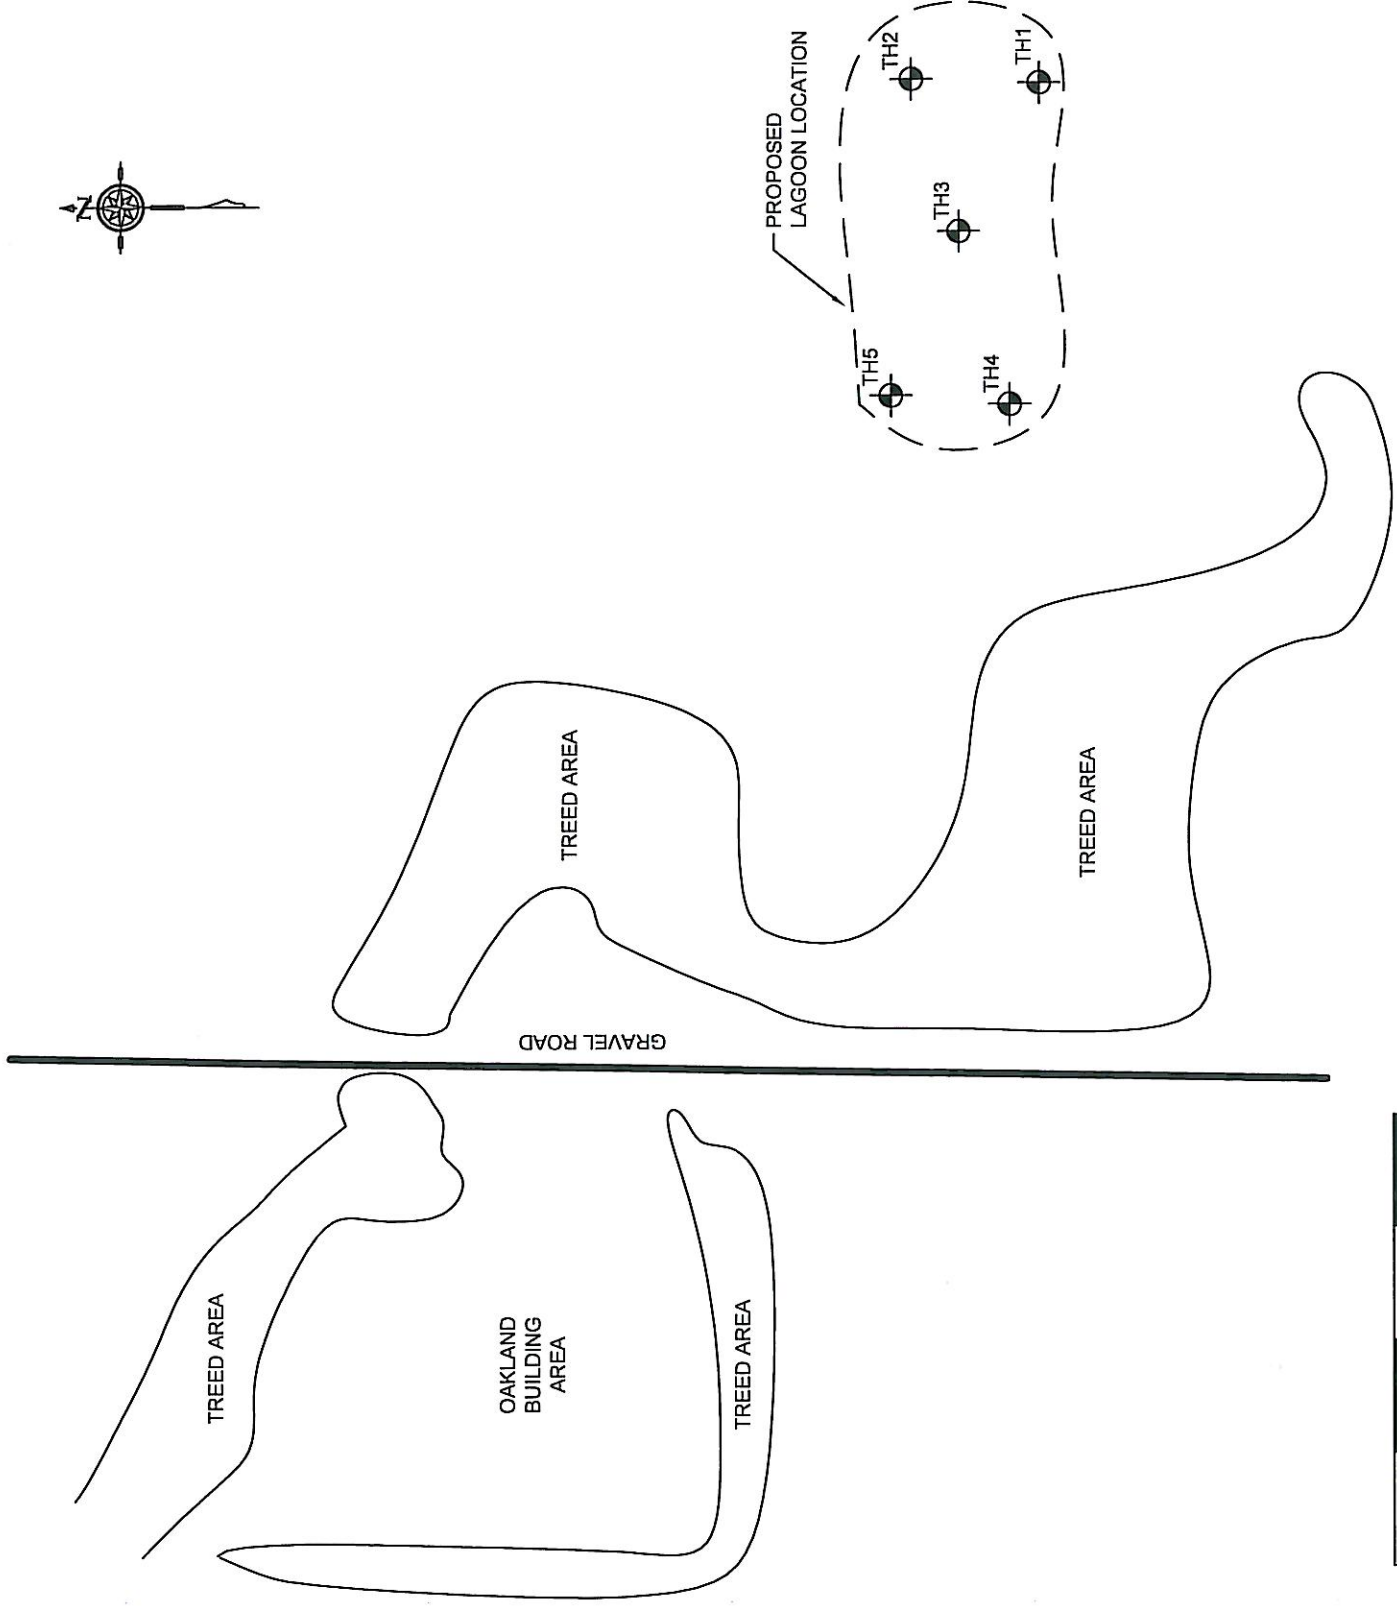 N
PROPOSED
LAGOON LOCATION
TH2
TH1
TH3
TH5
TH4
TREED AREA
TREED AREA
GRAVEL ROAD
TREED AREA
OAKLAND
BUILDING
AREA
TREED AREA